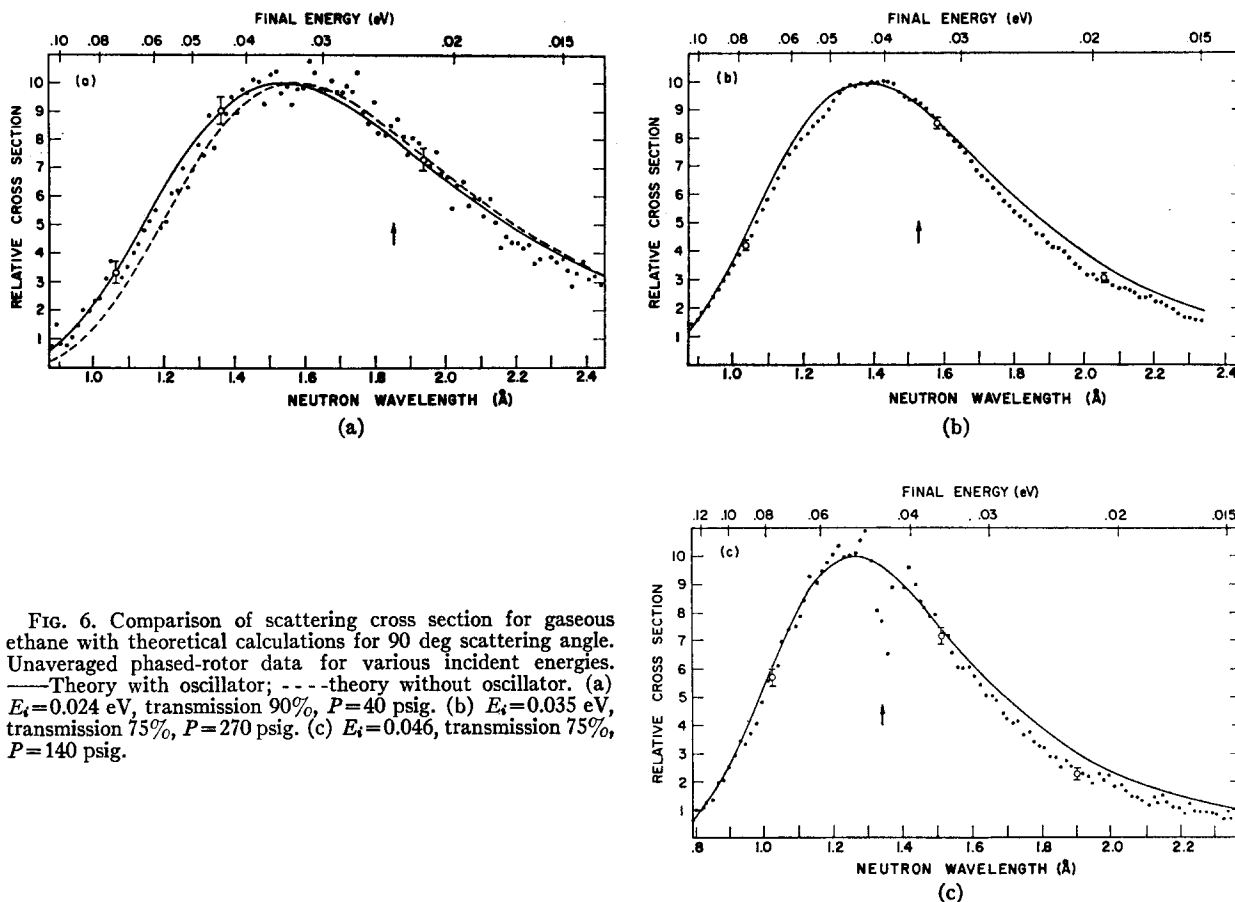 FINAL ENERGY (eV)
.10 .08 .06 .05 .04 .03 .02 .015
(a)
10
9
8
7
6
5
4
3
2
1
RELATIVE CROSS SECTION
1.0 1.2 1.4 1.6 1.8 2.0 2.2 2.4
NEUTRON WAVELENGTH (Å)
(a)
FINAL ENERGY (eV)
.10 .08 .06 .05 .04 .03 .02 .015
(b)
10
9
8
7
6
5
4
3
2
1
RELATIVE CROSS SECTION
1.0 1.2 1.4 1.6 1.8 2.0 2.2 2.4
NEUTRON WAVELENGTH (Å)
(b)
FINAL ENERGY (eV)
.12 .10 .08 .06 .04 .03 .02 .015
(c)
10
9
8
7
6
5
4
3
2
1
RELATIVE CROSS SECTION
.8 1.0 1.2 1.4 1.6 1.8 2.0 2.2
NEUTRON WAVELENGTH (Å)
(c)
FIG. 6. Comparison of scattering cross section for gaseous
ethane with theoretical calculations for 90 deg scattering angle.
Unaveraged phased-rotor data for various incident energies.
——Theory with oscillator; ----theory without oscillator. (a)
Ei=0.024 eV, transmission 90%, P=40 psig. (b) Ei=0.035 eV,
transmission 75%, P=270 psig. (c) Ei=0.046, transmission 75%,
P=140 psig.